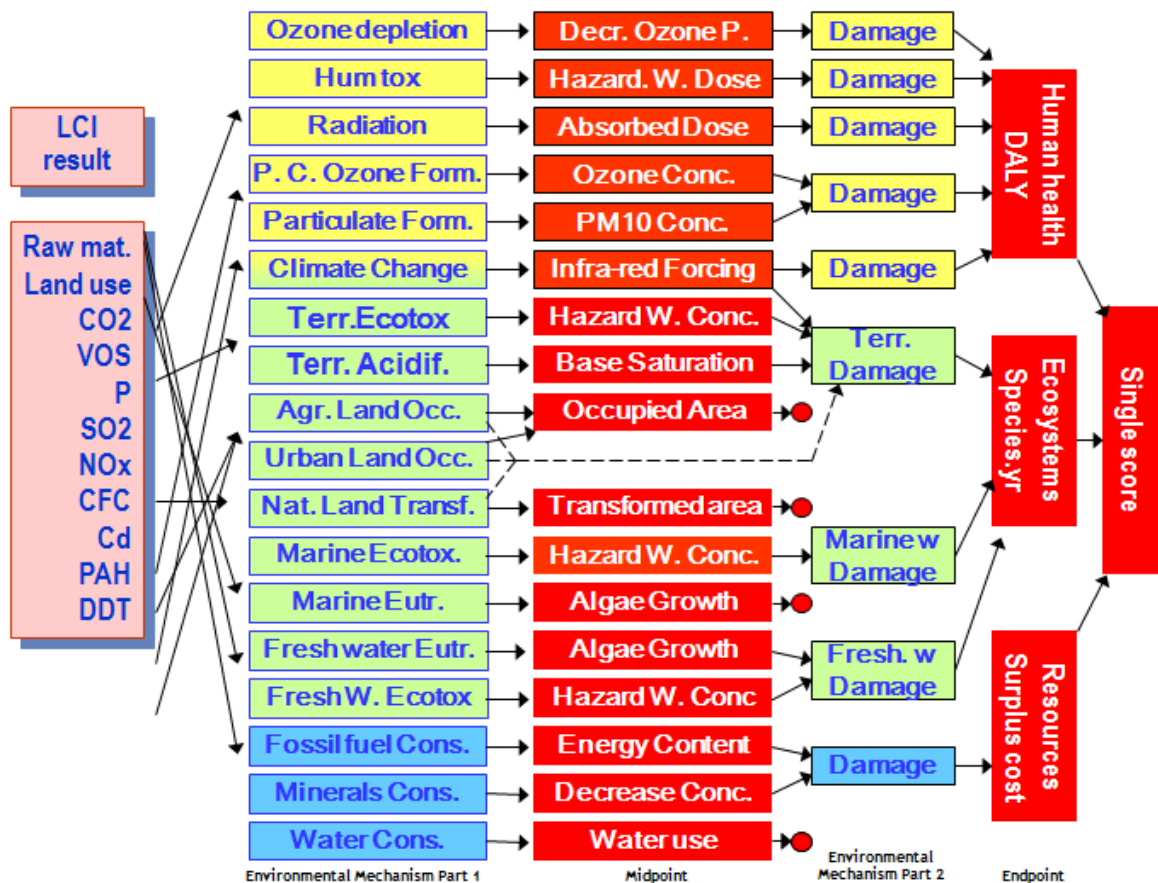 LCI
result
Raw mat.
Land use
CO2
VOS
P
SO2
NOx
CFC
Cd
PAH
DDT
Ozone depletion
Hum tox
Radiation
P. C. Ozone Form.
Particulate Form.
Climate Change
Terr.Ecotox
Terr. Acidif.
Agr. Land Occ.
Urban Land Occ.
Nat. Land Transf.
Marine Ecotox.
Marine Eutr.
Fresh water Eutr.
Fresh W. Ecotox
Fossil fuel Cons.
Minerals Cons.
Water Cons.
Environmental Mechanism Part 1
Decr. Ozone P.
Hazard. W. Dose
Absorbed Dose
Ozone Conc.
PM10 Conc.
Infra-red Forcing
Hazard W. Conc.
Base Saturation
Occupied Area
Transformed area
Hazard W. Conc.
Algae Growth
Algae Growth
Hazard W. Conc
Energy Content
Decrease Conc.
Water use
Midpoint
Damage
Damage
Damage
Damage
Damage
Terr.
Damage
Marine w
Damage
Fresh. w
Damage
Damage
Environmental
Mechanism Part 2
Human health
DALY
Ecosystems
Species.yr
Resources
Surplus cost
Endpoint
Single score